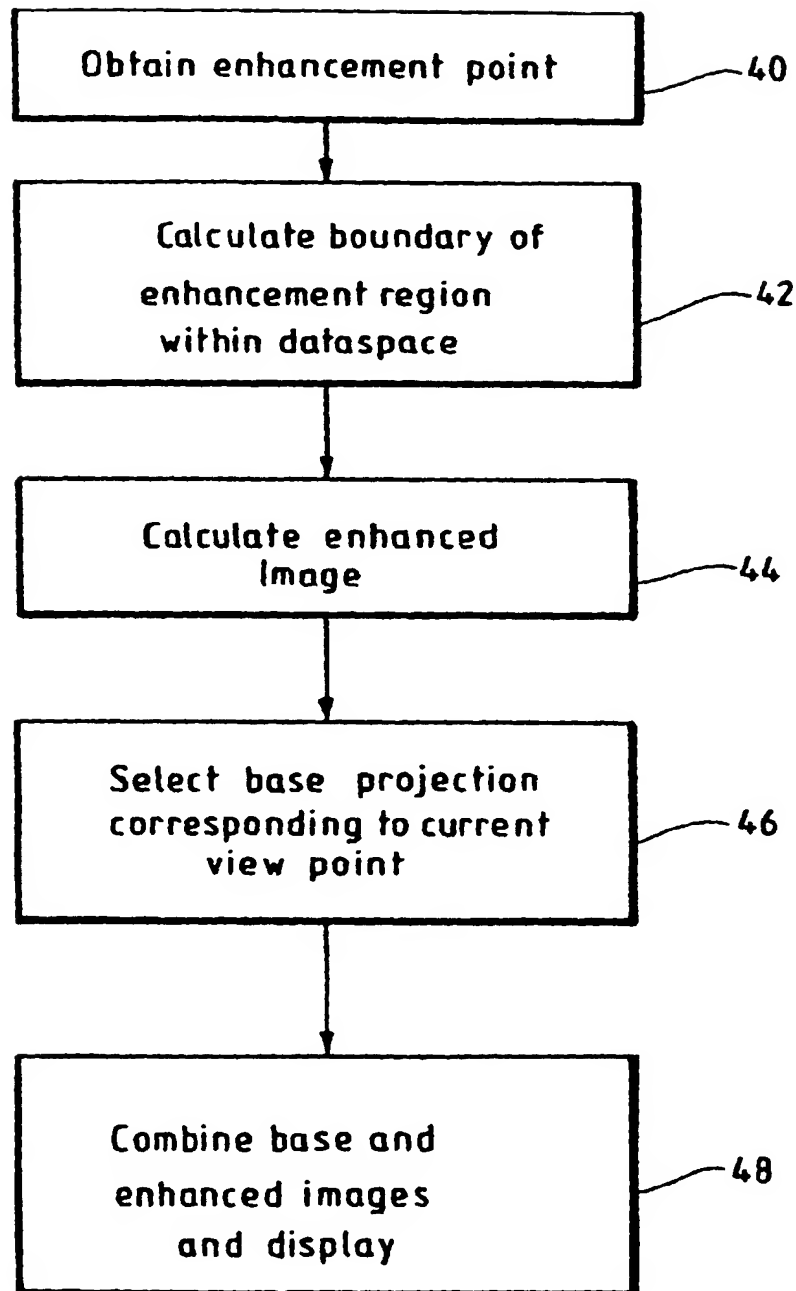 Obtain enhancement point
40
Calculate boundary of
enhancement region
within dataspace
42
Calculate enhanced
Image
44
Select base projection
corresponding to current
view point
46
Combine base and
enhanced images
and display
48